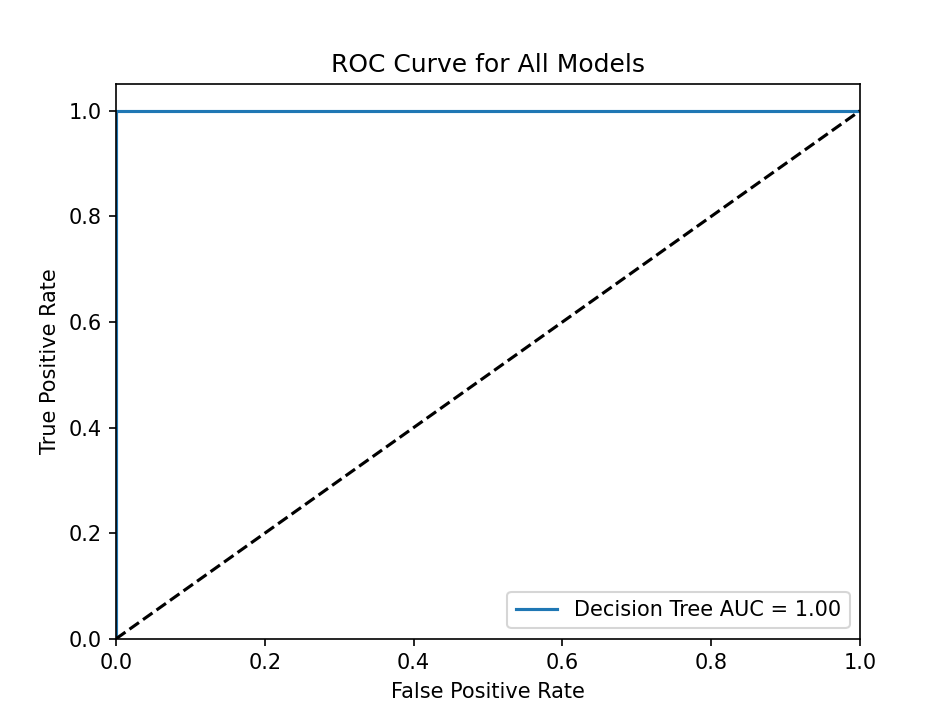 ROC Curve for All Models
True Positive Rate
1.0
0.8
0.6
0.4
0.2
0.0
Decision Tree AUC = 1.00
0.0 0.2 0.4 0.6 0.8 1.0
False Positive Rate